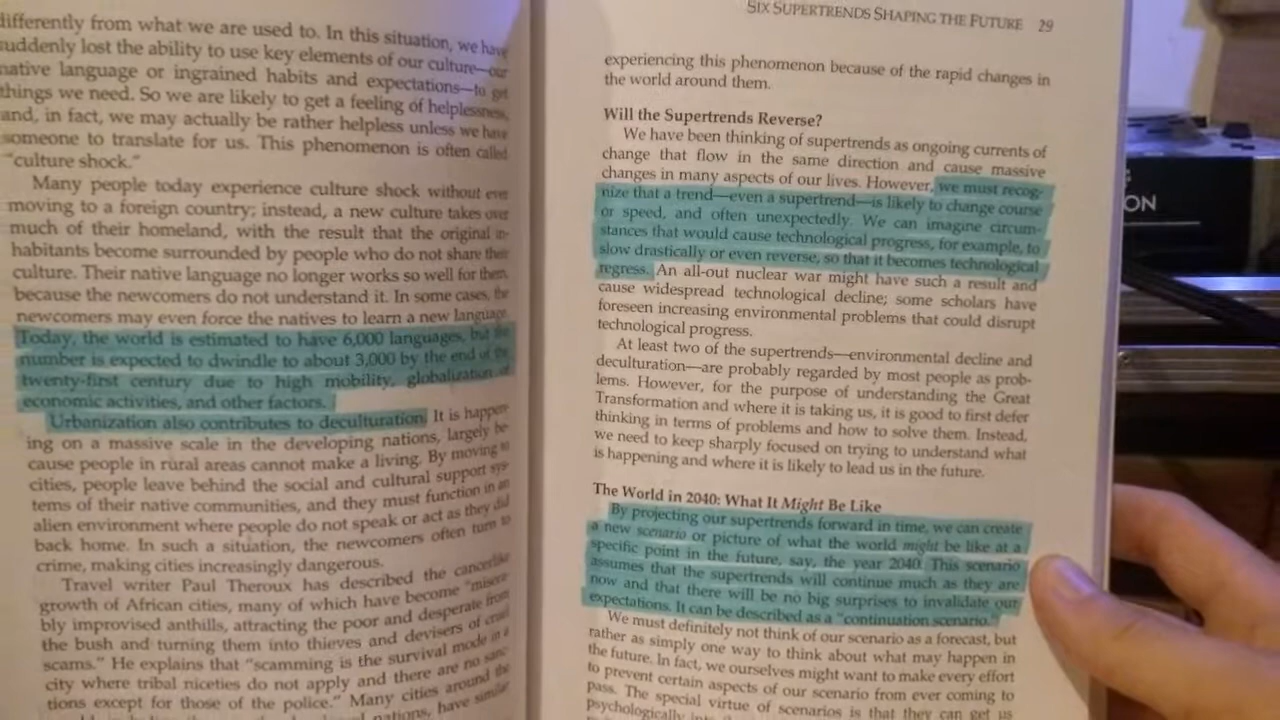 differently from what we are used to. In this situation, we have
suddenly lost the ability to use key elements of our culture—our
native language or ingrained habits and expectations—to get
things we need. So we are likely to get a feeling of helplessness,
and, in fact, we may actually be rather helpless unless we have
someone to translate for us. This phenomenon is often called
"culture shock."
Many people today experience culture shock without ever
moving to a foreign country; instead, a new culture takes over
much of their homeland, with the result that the original in-
habitants become surrounded by people who do not share their
culture. Their native language no longer works so well for them,
because the newcomers do not understand it. In some cases, the
newcomers may even force the natives to learn a new language.
Today, the world is estimated to have 6,000 languages, but the
number is expected to dwindle to about 3,000 by the end of the
twenty-first century due to high mobility, globalization of
economic activities, and other factors.
Urbanization also contributes to deculturation. It is happen-
ing on a massive scale in the developing nations, largely be-
cause people in rural areas cannot make a living. By moving to
cities, people leave behind the social and cultural support sys-
tems of their native communities, and they must function in an
alien environment where people do not speak or act as they did
back home. In such a situation, the newcomers often turn to
crime, making cities increasingly dangerous.
Travel writer Paul Theroux has described the cancerlike
growth of African cities, many of which have become "misera-
bly improvised anthills, attracting the poor and desperate from
the bush and turning them into thieves and devisers of cruel
scams." He explains that "scamming is the survival mode in a
city where tribal niceties do not apply and there are no sanc-
tions except for those of the police." Many cities around the
nations, have similar
SIX SUPERTRENDS SHAPING THE FUTURE 29
experiencing this phenomenon because of the rapid changes in
the world around them.
Will the Supertrends Reverse?
We have been thinking of supertrends as ongoing currents of
change that flow in the same direction and cause massive
changes in many aspects of our lives. However, we must recog-
nize that a trend—even a supertrend—is likely to change course
or speed, and often unexpectedly. We can imagine circum-
stances that would cause technological progress, for example, to
slow drastically or even reverse, so that it becomes technological
regress. An all-out nuclear war might have such a result and
cause widespread technological decline; some scholars have
foreseen increasing environmental problems that could disrupt
technological progress.
At least two of the supertrends—environmental decline and
deculturation—are probably regarded by most people as prob-
lems. However, for the purpose of understanding the Great
Transformation and where it is taking us, it is good to first defer
thinking in terms of problems and how to solve them. Instead,
we need to keep sharply focused on trying to understand what
is happening and where it is likely to lead us in the future.
The World in 2040: What It Might Be Like
By projecting our supertrends forward in time, we can create
a new scenario or picture of what the world might be like at a
specific point in the future, say, the year 2040. This scenario
assumes that the supertrends will continue much as they are
now and that there will be no big surprises to invalidate our
expectations. It can be described as a "continuation scenario."
We must definitely not think of our scenario as a forecast, but
rather as simply one way to think about what may happen in
the future. In fact, we ourselves might want to make every effort
to prevent certain aspects of our scenario from ever coming to
pass. The special virtue of scenarios is that they can get us
psychologically
ON